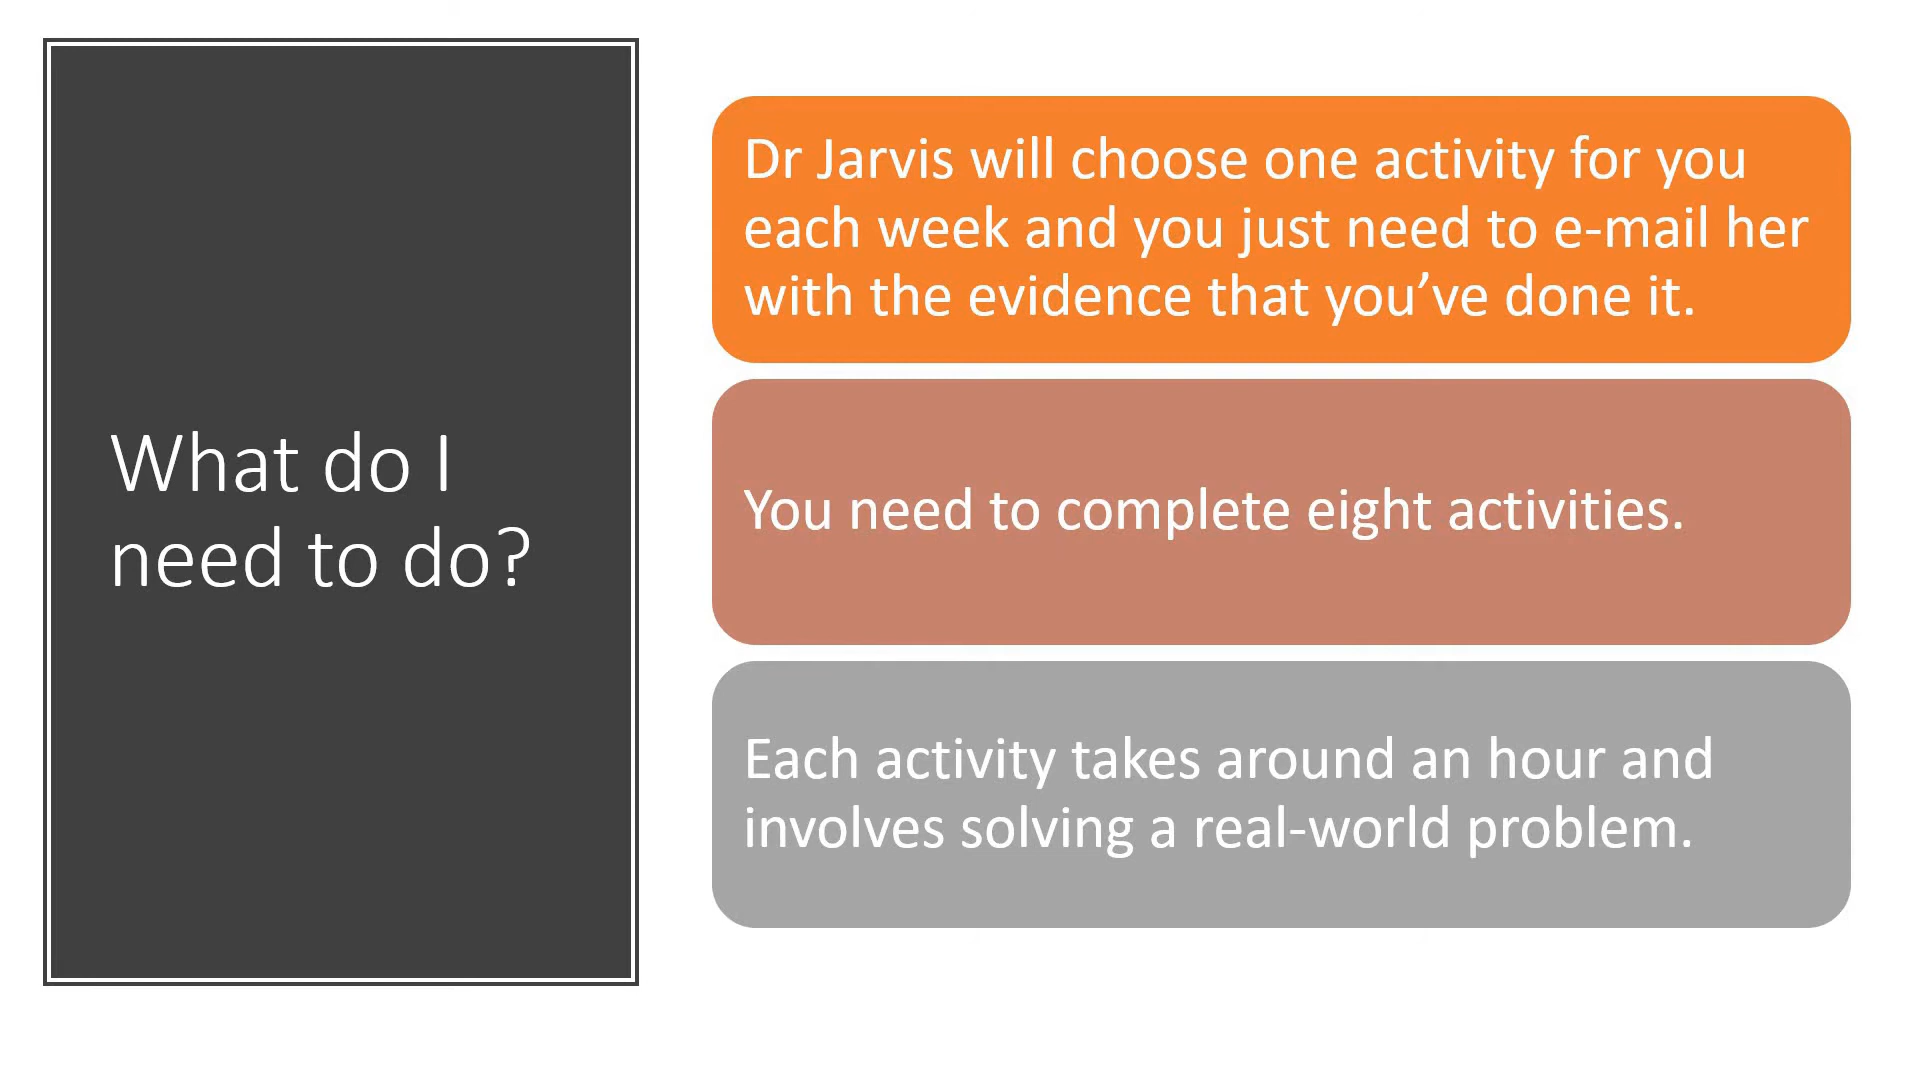 What do I
need to do?
Dr Jarvis will choose one activity for you
each week and you just need to e-mail her
with the evidence that you’ve done it.
You need to complete eight activities.
Each activity takes around an hour and
involves solving a real-world problem.